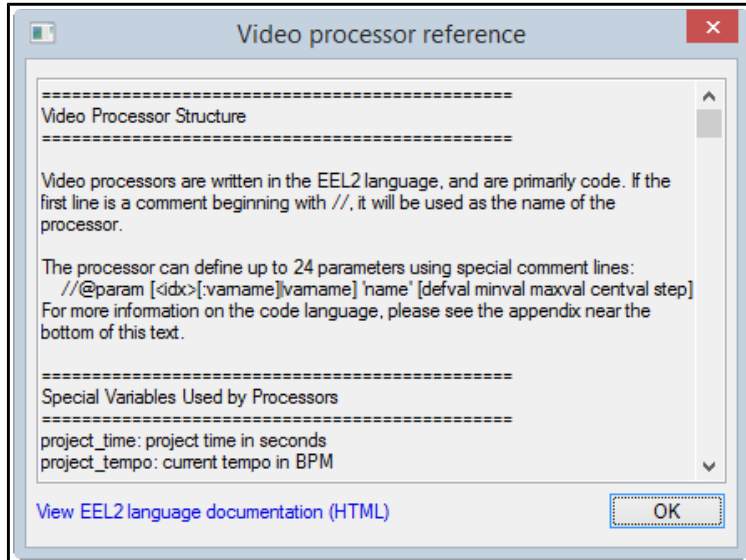 Video processor reference
===============================================
Video Processor Structure
===============================================
Video processors are written in the EEL2 language, and are primarily code. If the
first line is a comment beginning with //, it will be used as the name of the
processor.
The processor can define up to 24 parameters using special comment lines:
//@param [<idx>[:varname]|varname] 'name' [defval minval maxval centval step]
For more information on the code language, please see the appendix near the
bottom of this text.
===============================================
Special Variables Used by Processors
===============================================
project_time: project time in seconds
project_tempo: current tempo in BPM
View EEL2 language documentation (HTML)
OK